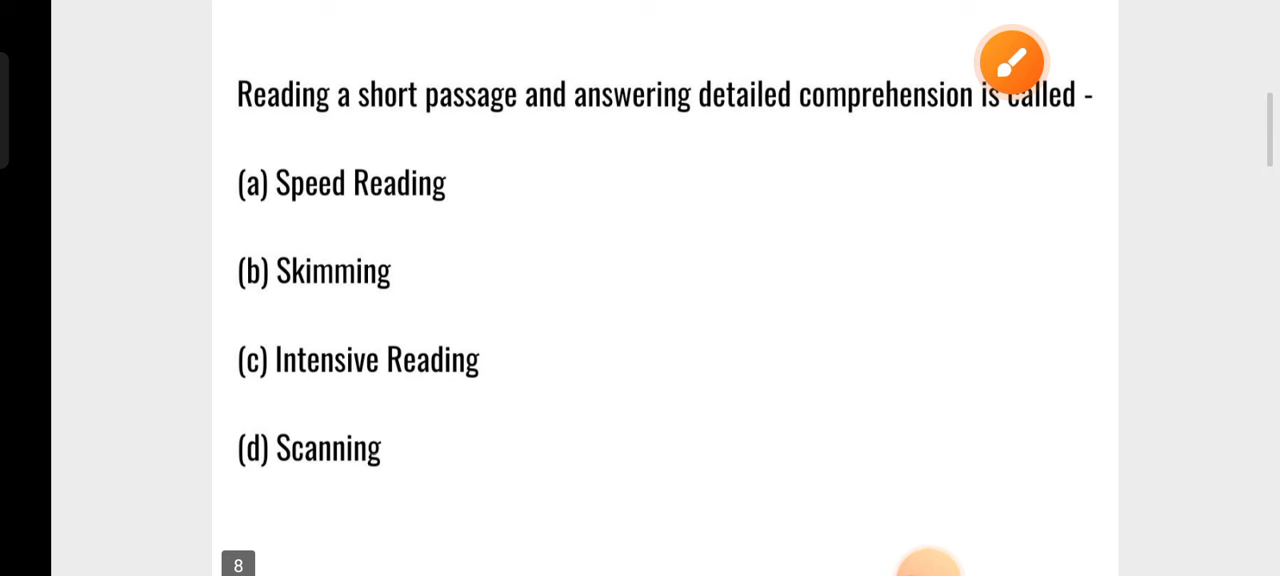 Reading a short passage and answering detailed comprehension is called -
(a) Speed Reading
(b) Skimming
(c) Intensive Reading
(d) Scanning
8